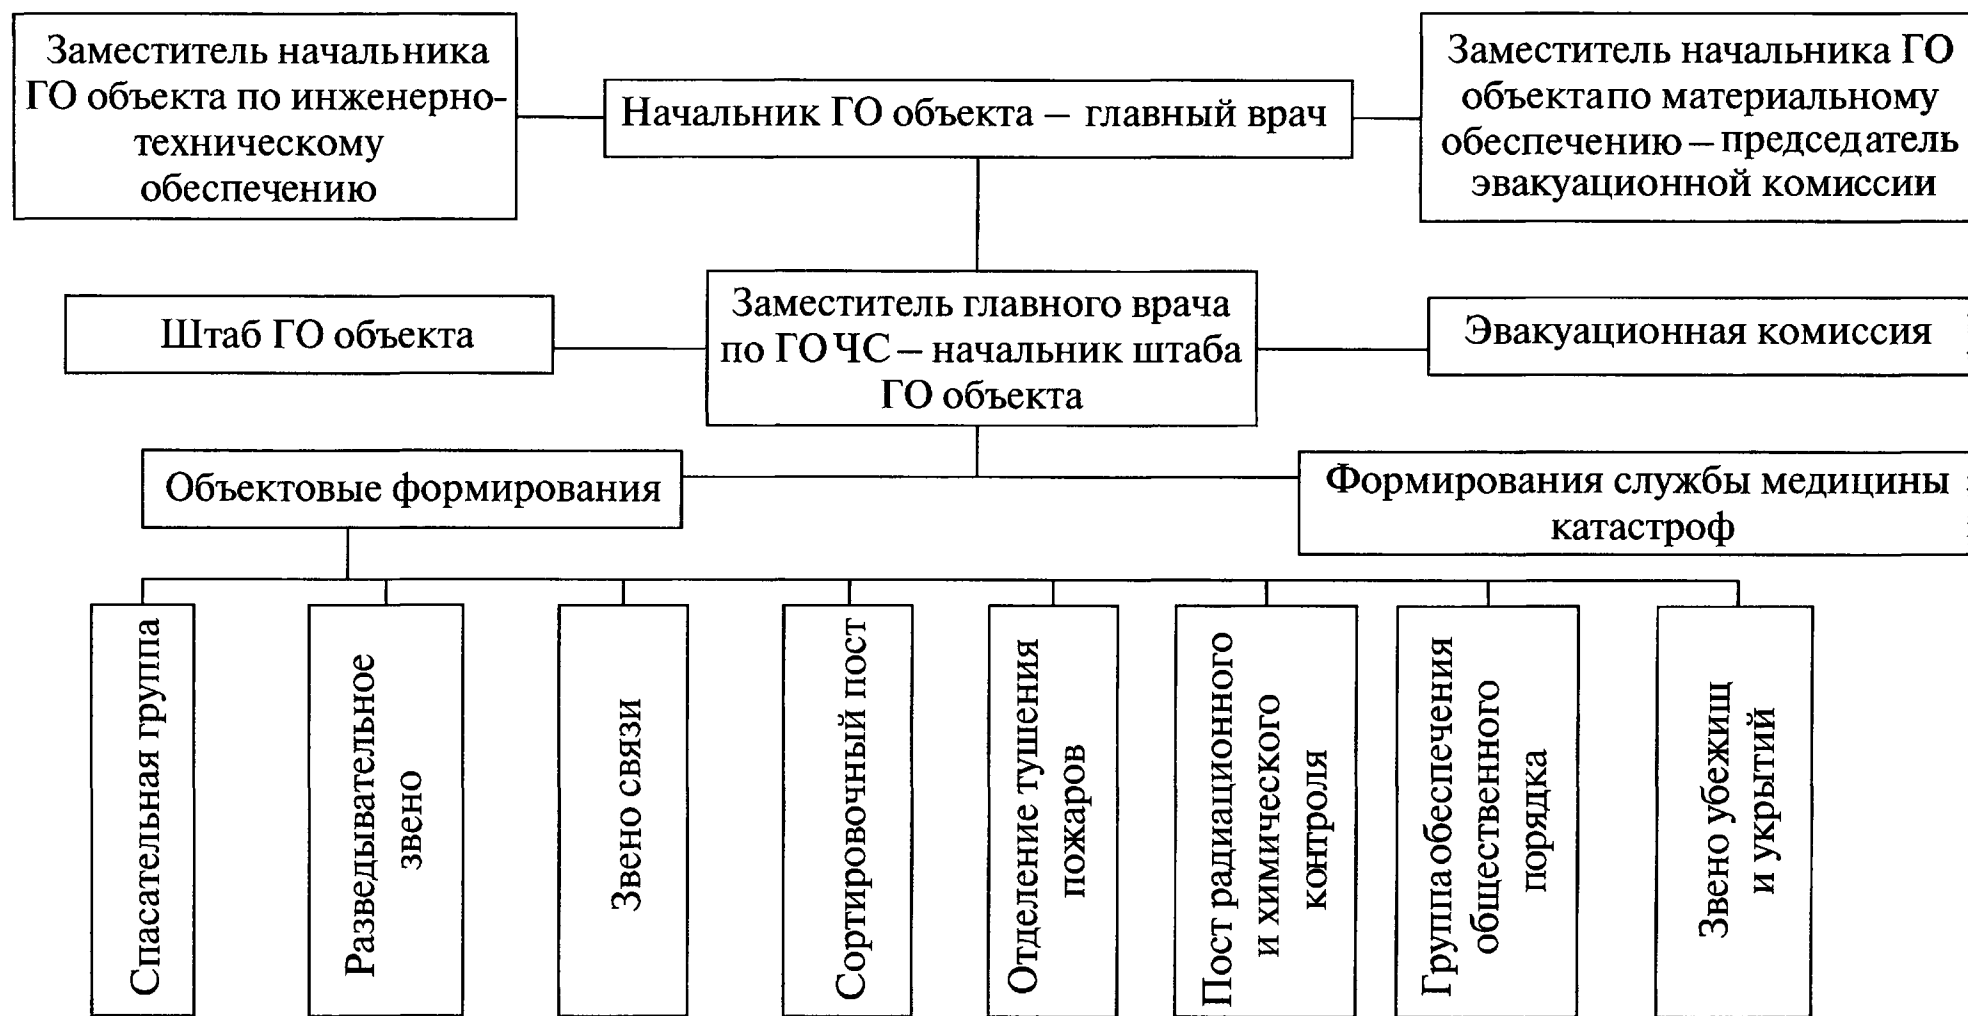 Заместитель начальника
ГО объекта по инженерно-
техническому
обеспечению
Начальник ГО объекта – главный врач
Заместитель начальника ГО
объекта по материальному
обеспечению – председатель
эвакуационной комиссии
Штаб ГО объекта
Заместитель главного врача
по ГОЧС – начальник штаба
ГО объекта
Эвакуационная комиссия
Объектовые формирования
Формирования службы медицины
катастроф
Спасательная группа
Разведывательное
звено
Звено связи
Сортировочный пост
Отделение тушения
пожаров
Пост радиационного
и химического
контроля
Группа обеспечения
общественного
порядка
Звено убежищ
и укрытий